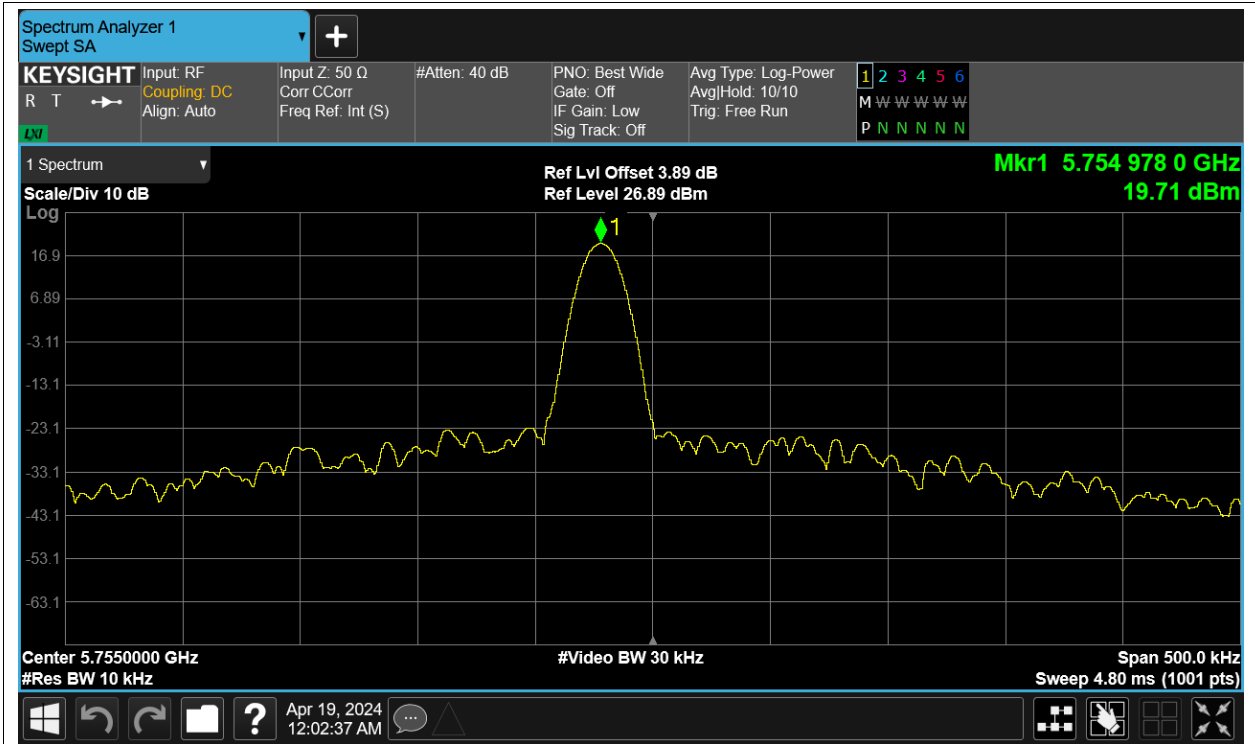 Spectrum Analyzer 1
Swept SA
+
KEYSIGHT
R T
LXI
Input: RF
Coupling: DC
Align: Auto
Input Z: 50 Ω
Corr CCorr
Freq Ref: Int (S)
#Atten: 40 dB
PNO: Best Wide
Gate: Off
IF Gain: Low
Sig Track: Off
Avg Type: Log-Power
Avg|Hold: 10/10
Trig: Free Run
1 2 3 4 5 6
M W W W W W
P N N N N N
1 Spectrum
Scale/Div 10 dB
Log
Ref Lvl Offset 3.89 dB
Ref Level 26.89 dBm
Mkr1 5.754 978 0 GHz
19.71 dBm
1
16.9
6.89
-3.11
-13.1
-23.1
-33.1
-43.1
-53.1
-63.1
Center 5.7550000 GHz
#Res BW 10 kHz
#Video BW 30 kHz
Span 500.0 kHz
Sweep 4.80 ms (1001 pts)
?
Apr 19, 2024
12:02:37 AM